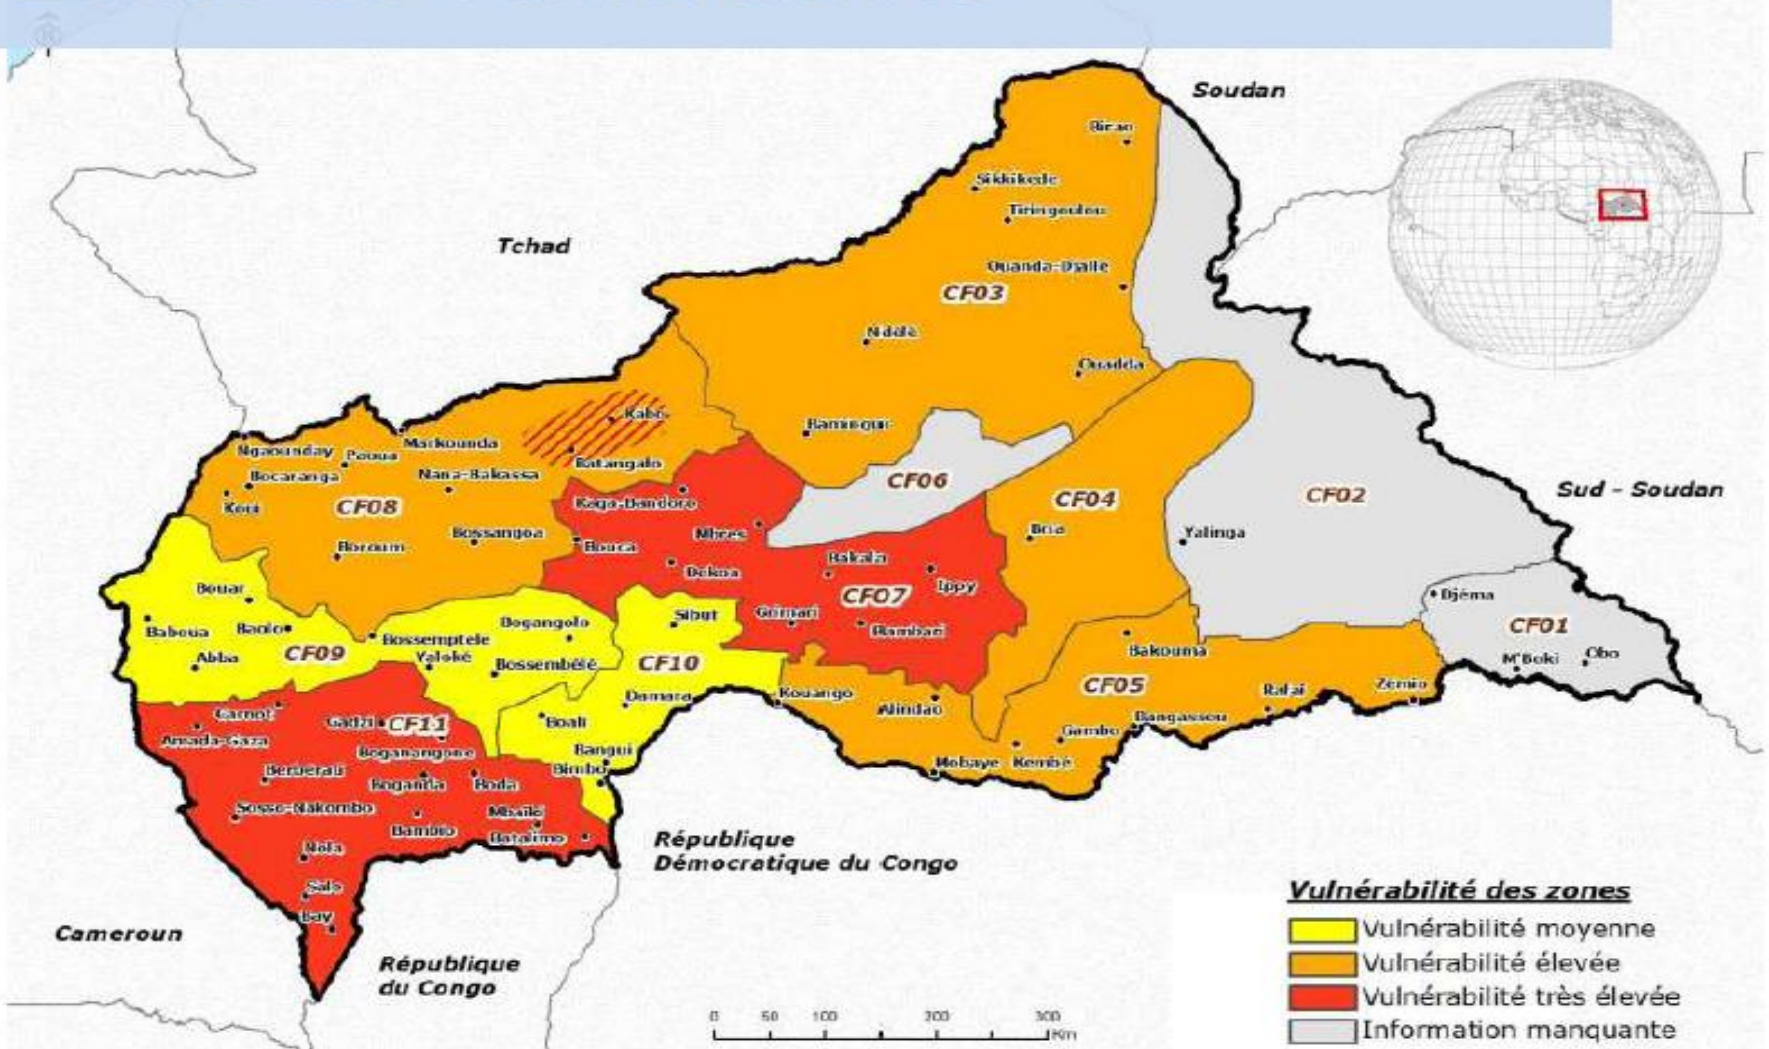 Soudan
Birao
Sikkikede
Tiringoulou
Tchad
Ouanda-Djalle
CF03
Ndélé
Ouadda
Kabo
Bamingui
Markounda
Ngaounday
Paoua
Batangafo
Bocaranga
Nana-Bakassa
CF06
CF04
CF02
Sud - Soudan
Koui
CF08
Kaga-Bandoro
Bossangoa
Mbres
Bria
Yalinga
Bozoum
Bouca
Bakala
Dekoa
Ippy
Bouar
CF07
Djéma
Sibut
Grimari
Bogangolo
Bambari
CF01
Baboua
Baoro
Bossemptele
Bakouma
Abba
CF09
Yaloké
Bossembélé
CF10
M'Boki
Obo
CF05
Kouango
Rafai
Zémio
Damara
Alindao
Carnot
Gadzi
CF11
Boali
Bangassou
Amada-Gaza
Gambo
Boganangone
Bangui
Berberati
Bimbo
Mobaye
Kembé
Boganda
Boda
Sosso-Nakombo
Mbaïki
Bambio
Batalimo
République
Démocratique du Congo
Nola
Salo
Bay
Cameroun
République
du Congo
0 50 100 200 300
Km
Vulnérabilité des zones
Vulnérabilité moyenne
Vulnérabilité élevée
Vulnérabilité très élevée
Information manquante